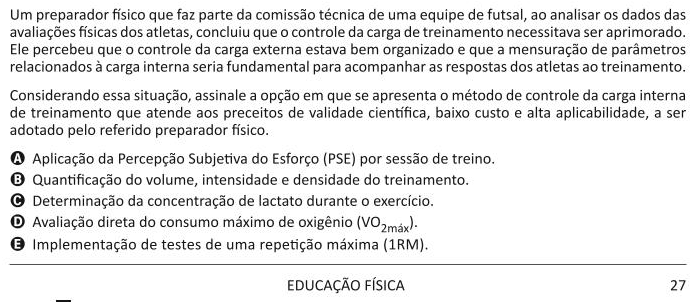 Um preparador físico que faz parte da comissão técnica de uma equipe de futsal, ao analisar os dados das
avaliações físicas dos atletas, concluiu que o controle da carga de treinamento necessitava ser aprimorado.
Ele percebeu que o controle da carga externa estava bem organizado e que a mensuração de parâmetros
relacionados à carga interna seria fundamental para acompanhar as respostas dos atletas ao treinamento.
Considerando essa situação, assinale a opção em que se apresenta o método de controle da carga interna
de treinamento que atende aos preceitos de validade científica, baixo custo e alta aplicabilidade, a ser
adotado pelo referido preparador físico.
A Aplicação da Percepção Subjetiva do Esforço (PSE) por sessão de treino.
B Quantificação do volume, intensidade e densidade do treinamento.
C Determinação da concentração de lactato durante o exercício.
D Avaliação direta do consumo máximo de oxigênio (VO2máx).
E Implementação de testes de uma repetição máxima (1RM).
EDUCAÇÃO FÍSICA 27